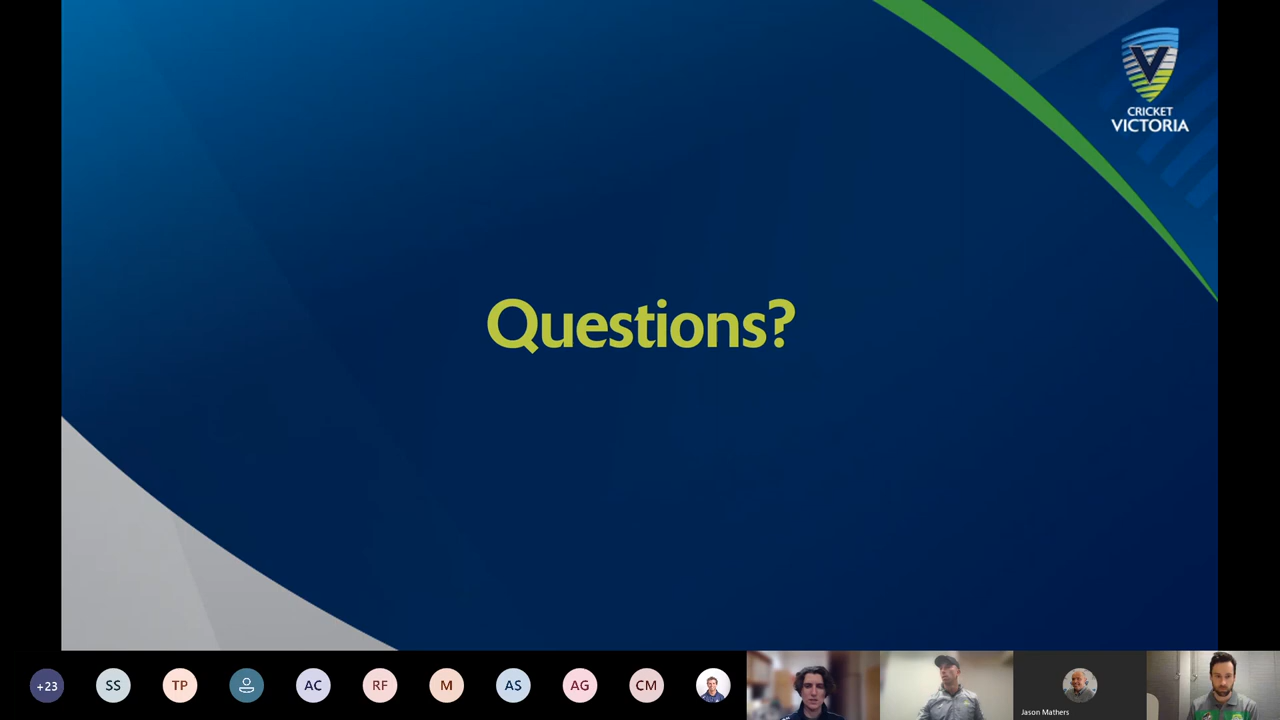 CRICKET
VICTORIA
Questions?
+23
SS
TP
AC
RF
M
AS
AG
CM
Jason Mathers